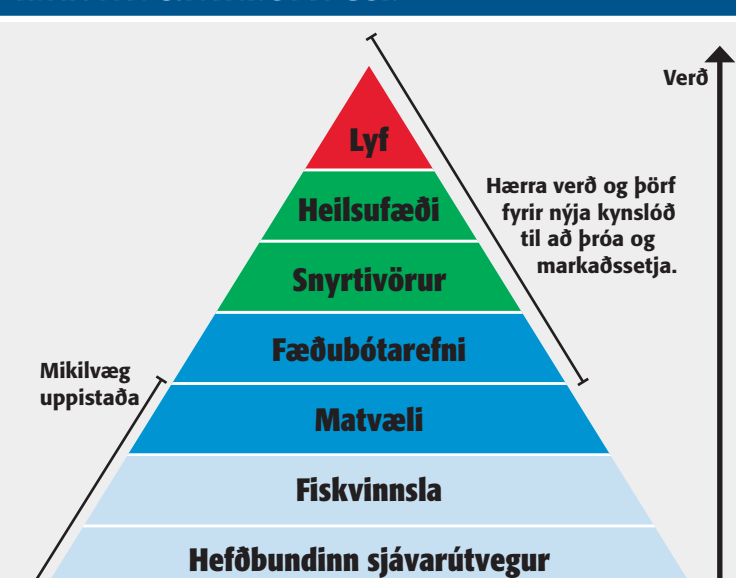 Verð
Lyf
Hærra verð og þörf
fyrir nýja kynslóð
til að þróa og
markaðssetja.
Heilsufæði
Snyrtivörur
Fæðubótarefni
Mikilvæg
uppistaða
Matvæli
Fiskvinnsla
Hefðbundinn sjávarútvegur